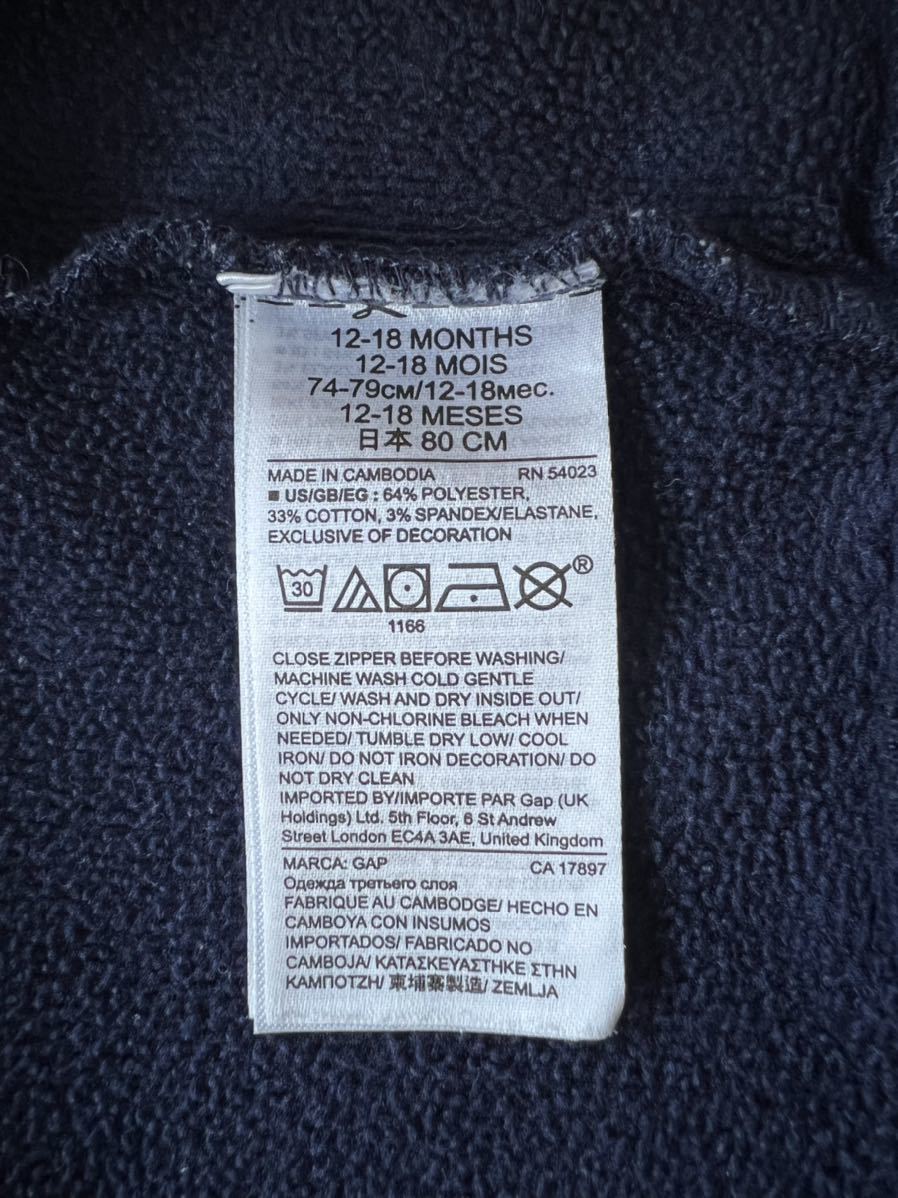 12-18 MONTHS
12-18 MOIS
74-79см/12-18мес.
12-18 MESES
日本 80 CM
MADE IN CAMBODIA RN 54023
■ US/GB/EG : 64% POLYESTER,
33% COTTON, 3% SPANDEX/ELASTANE,
EXCLUSIVE OF DECORATION
30 ®
1166
CLOSE ZIPPER BEFORE WASHING/
MACHINE WASH COLD GENTLE
CYCLE/ WASH AND DRY INSIDE OUT/
ONLY NON-CHLORINE BLEACH WHEN
NEEDED/ TUMBLE DRY LOW/ COOL
IRON/ DO NOT IRON DECORATION/ DO
NOT DRY CLEAN
IMPORTED BY/IMPORTE PAR Gap (UK
Holdings) Ltd. 5th Floor, 6 St Andrew
Street London EC4A 3AE, United Kingdom
MARCA: GAP CA 17897
Одежда третьего слоя
FABRIQUE AU CAMBODGE/ HECHO EN
CAMBOYA CON INSUMOS
IMPORTADOS/ FABRICADO NO
CAMBOJA/ ΚΑΤΑΣΚΕΥΑΣΤΗΚΕ ΣΤΗΝ
ΚΑΜΠΟΤΖΗ/ 柬埔寨製造/ ZEMLJA